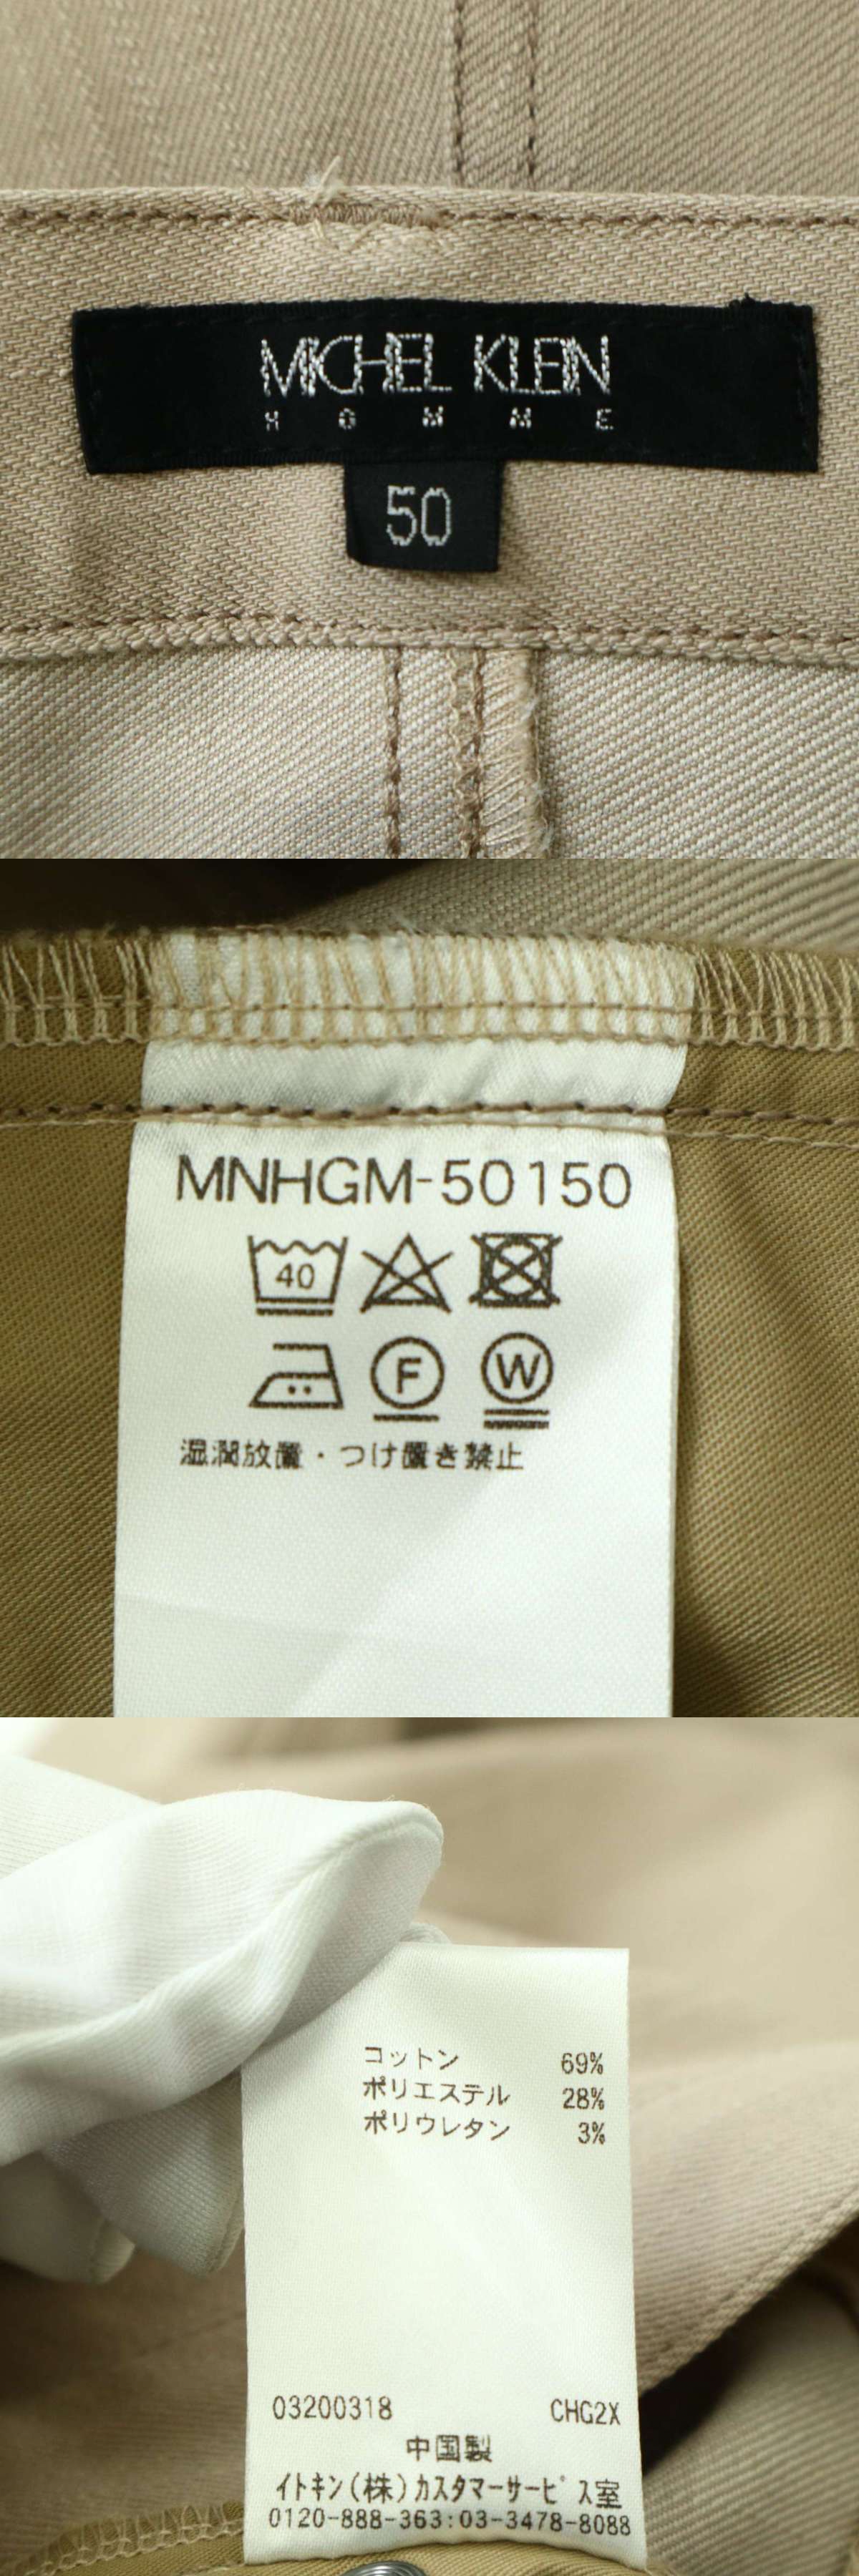 MICHEL KLEIN
HOMME
50
MNHGM-50150
40
F
W
湿潤放置・つけ置き禁止
コットン 69%
ポリエステル 28%
ポリウレタン 3%
03200318 CHG2X
中国製
イトキン(株)カスタマーサービス室
0120-888-363:03-3478-8088